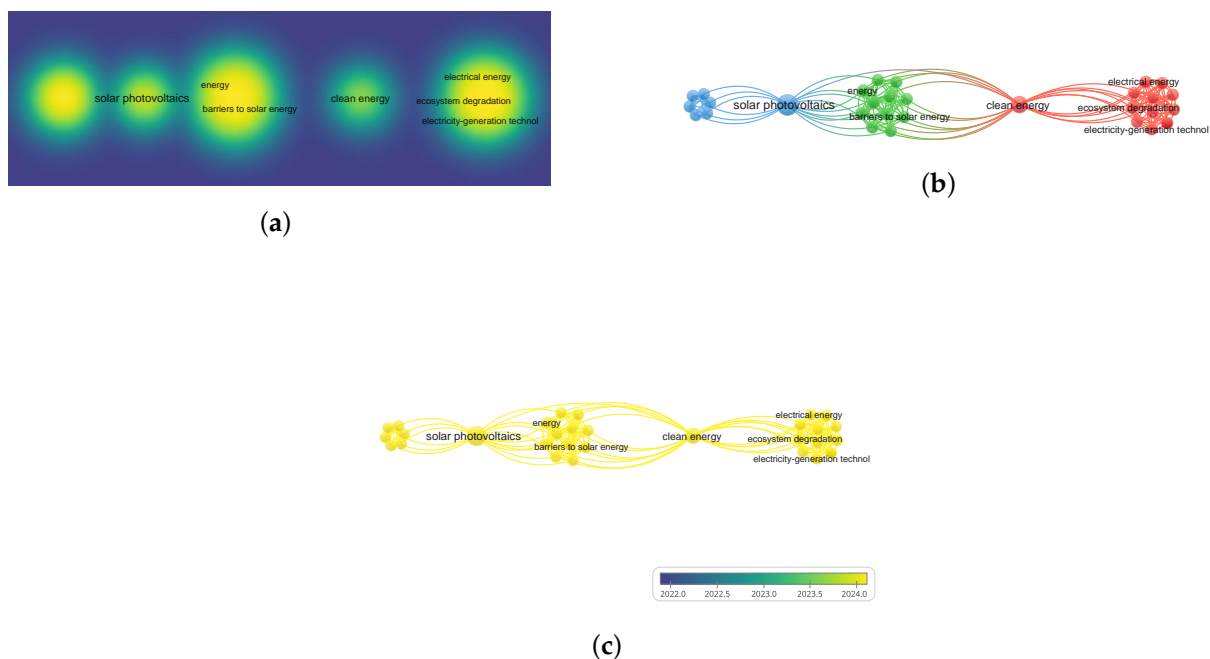 electrical energy
energy
solar photovoltaics
clean energy
ecosystem degradation
barriers to solar energy
electricity-generation technol
(a)
electrical energy
energy
solar photovoltaics
clean energy
ecosystem degradation
barriers to solar energy
electricity-generation technol
(b)
electrical energy
energy
solar photovoltaics
clean energy
ecosystem degradation
barriers to solar energy
electricity-generation technol
2022.0 2022.5 2023.0 2023.5 2024.0
(c)